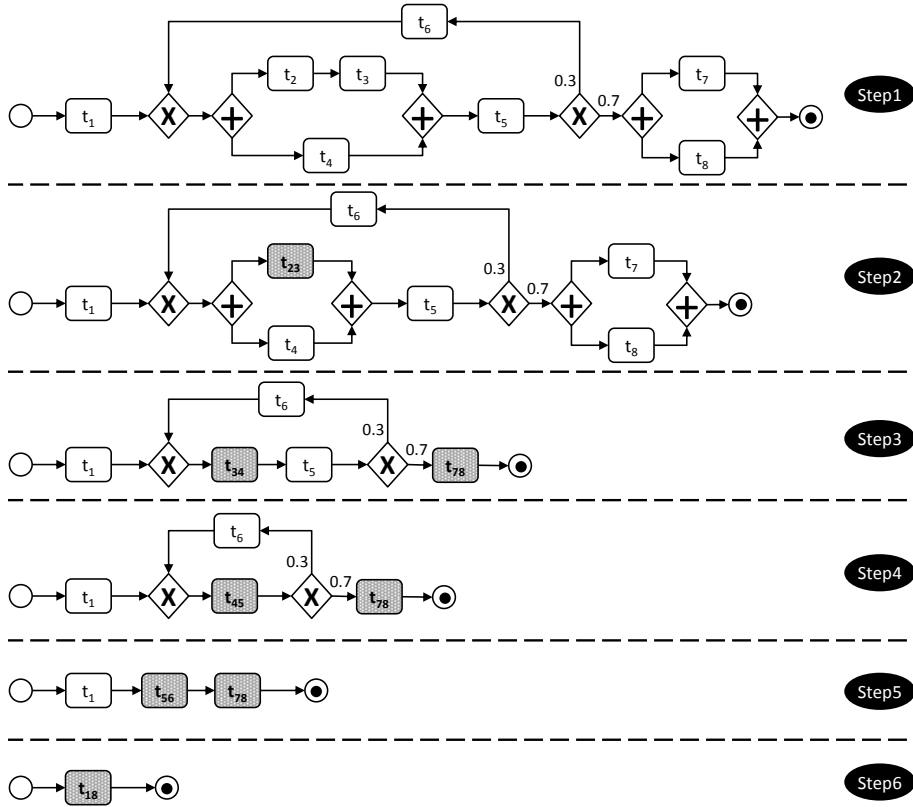 t6
t2 t3
0.3
t7
Step1
0.7
t1 X + + t5 X + +
t4 t8
t6
t23 0.3 t7
Step2
0.7
t1 X + + t5 X + +
t4 t8
t6
0.3
Step3
0.7
t1 X t34 t5 X t78
t6
0.3
Step4
0.7
t1 X t45 X t78
t1 t56 t78 Step5
t18 Step6